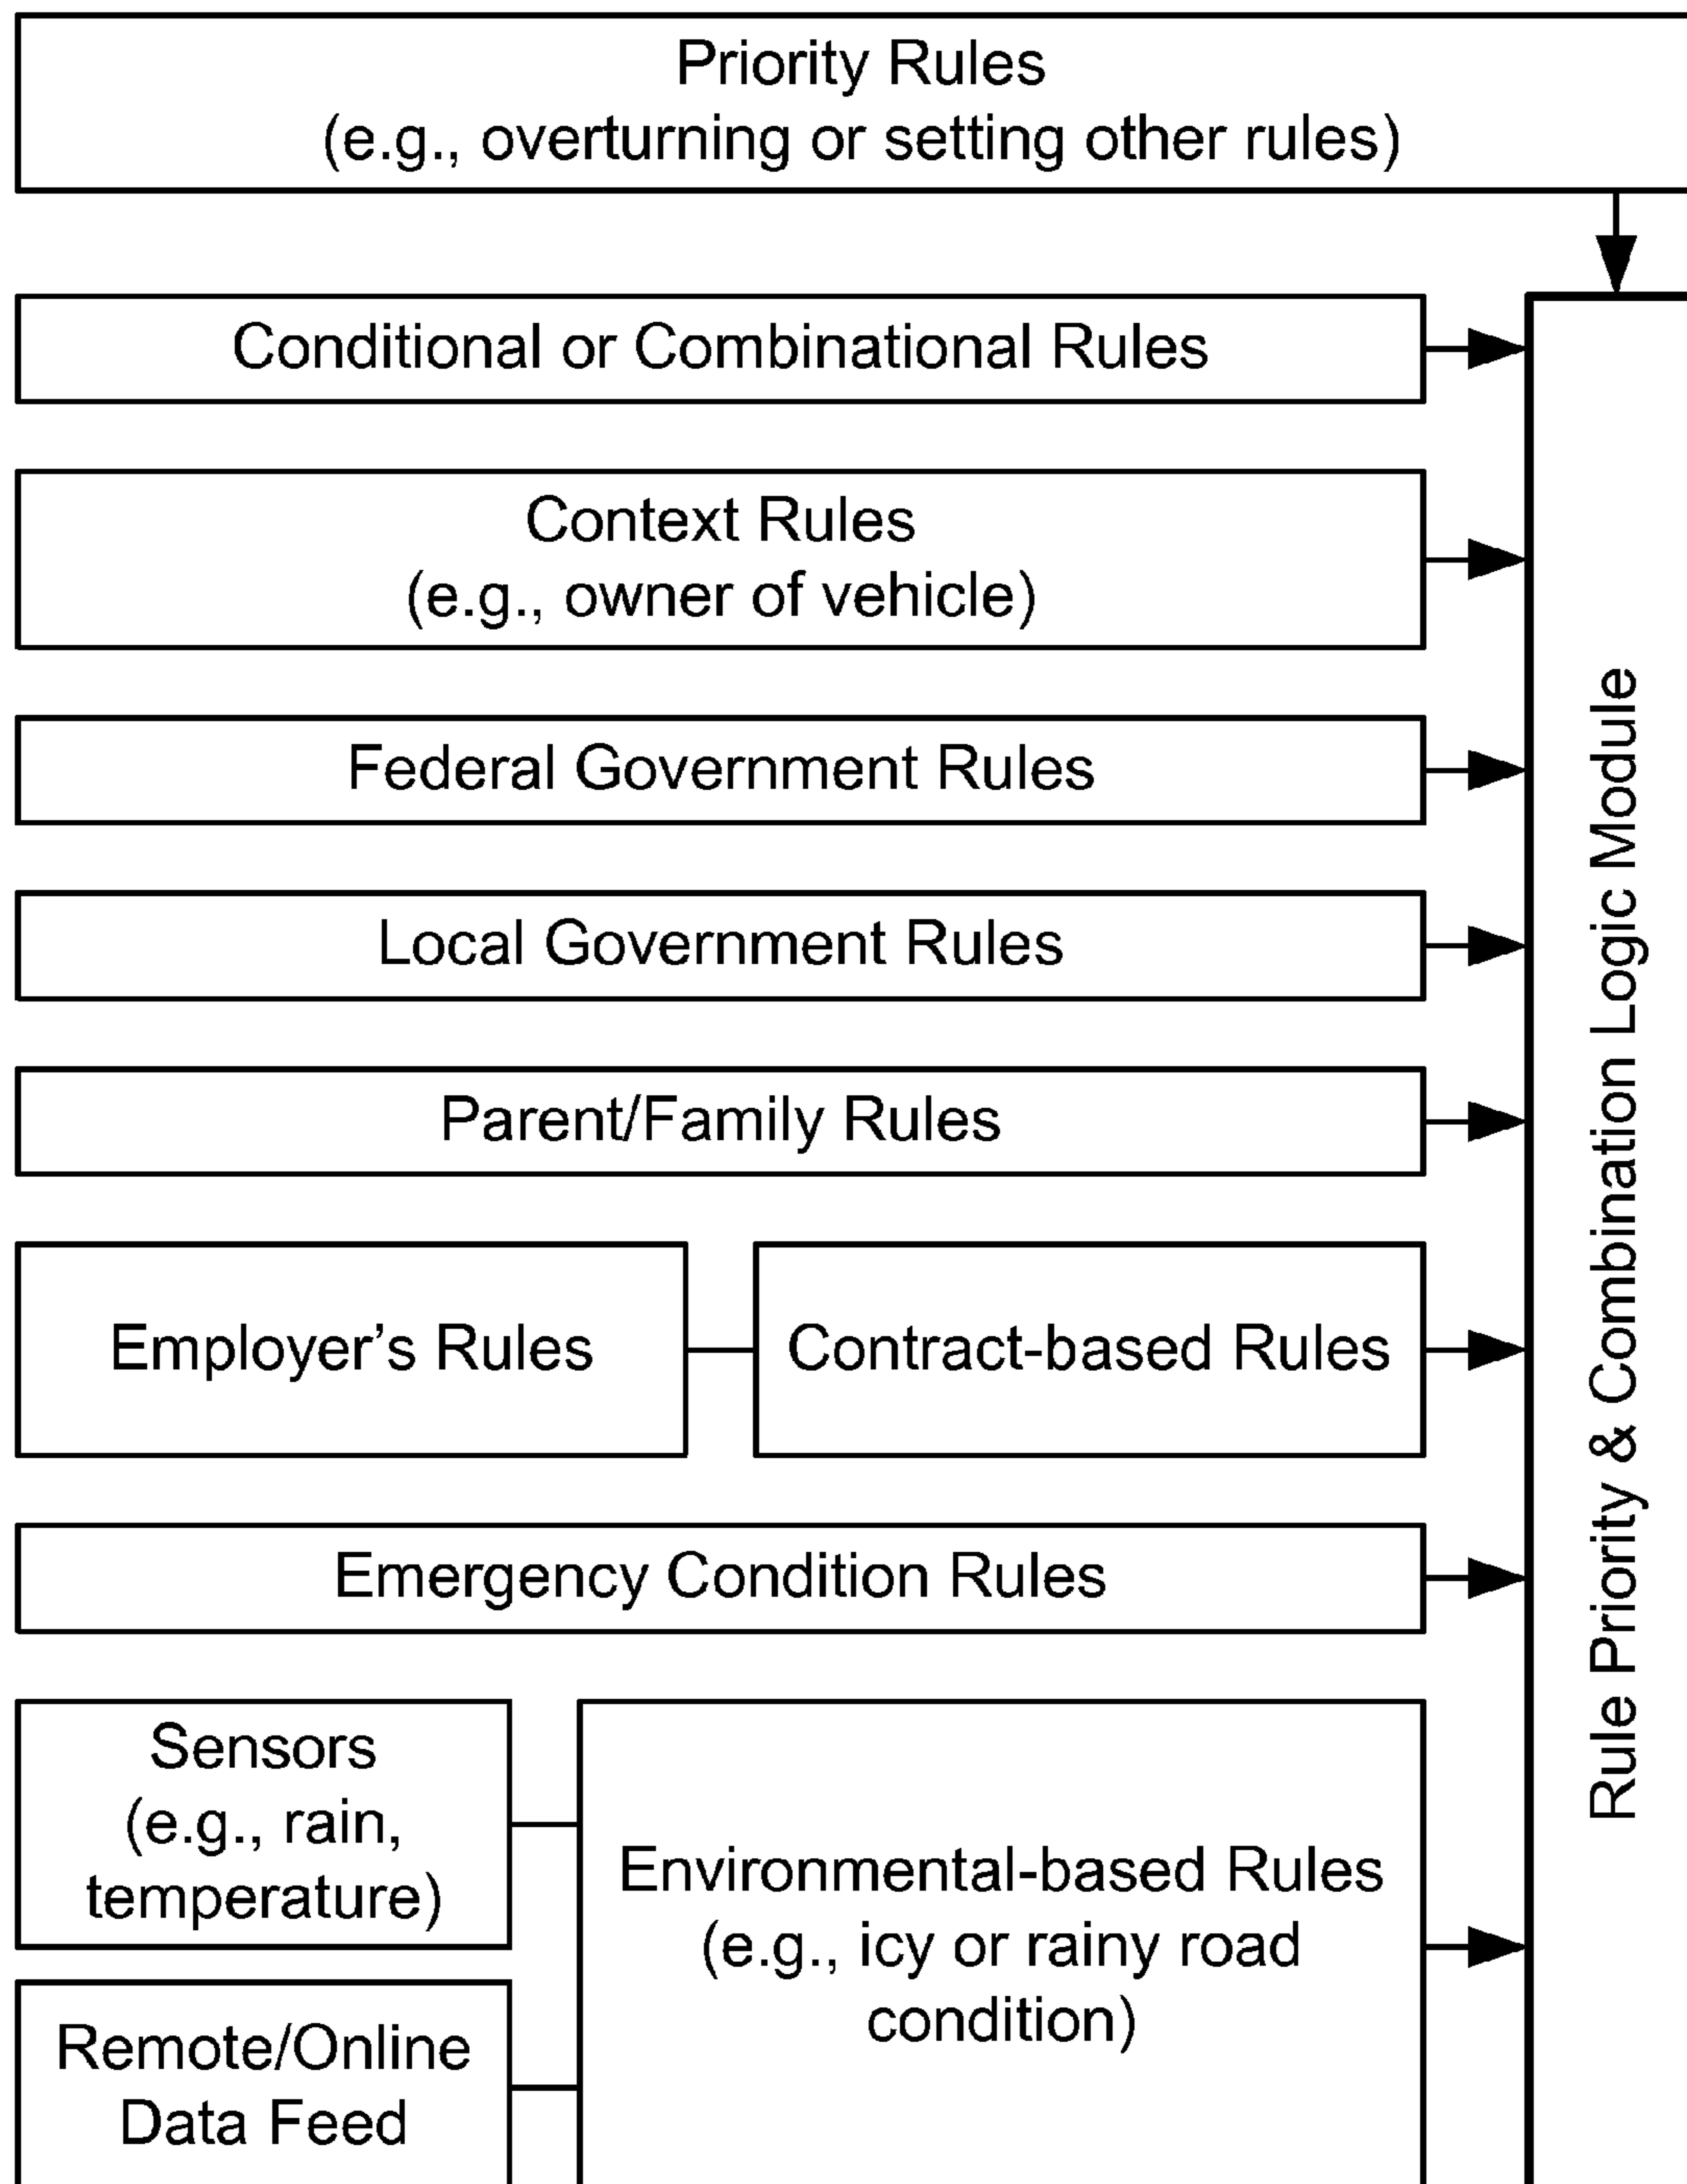 Priority Rules
(e.g., overturning or setting other rules)
Conditional or Combinational Rules
Context Rules
(e.g., owner of vehicle)
Federal Government Rules
Local Government Rules
Parent/Family Rules
Employer’s Rules
Contract-based Rules
Emergency Condition Rules
Sensors
(e.g., rain,
temperature)
Remote/Online
Data Feed
Environmental-based Rules
(e.g., icy or rainy road
condition)
Rule Priority & Combination Logic Module